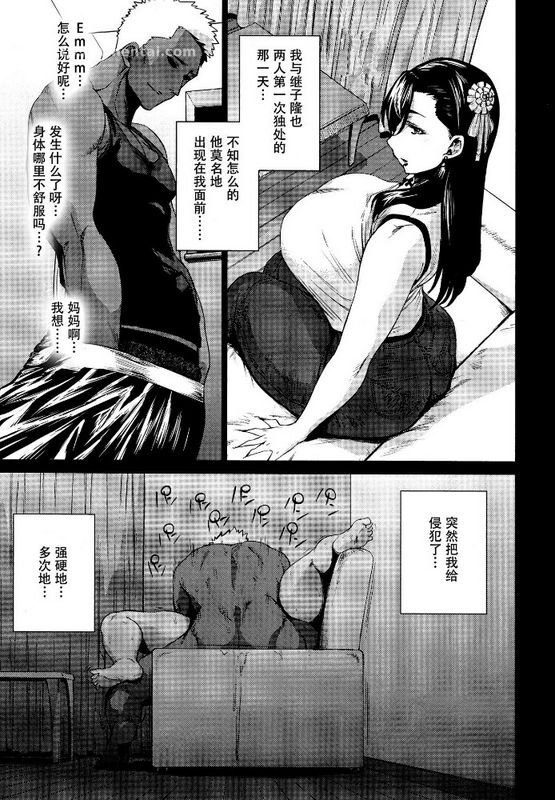 我与继子隆也
两人第一次独处的
那一天…
不知怎么的
他莫名地
出现在我面前……
ntai.com
Emmm…
怎么说好呢…
发生什么了呀…
身体哪里不舒服吗…?
妈妈啊…
我想……
突然把我给
侵犯了…
强硬地…
多次地…